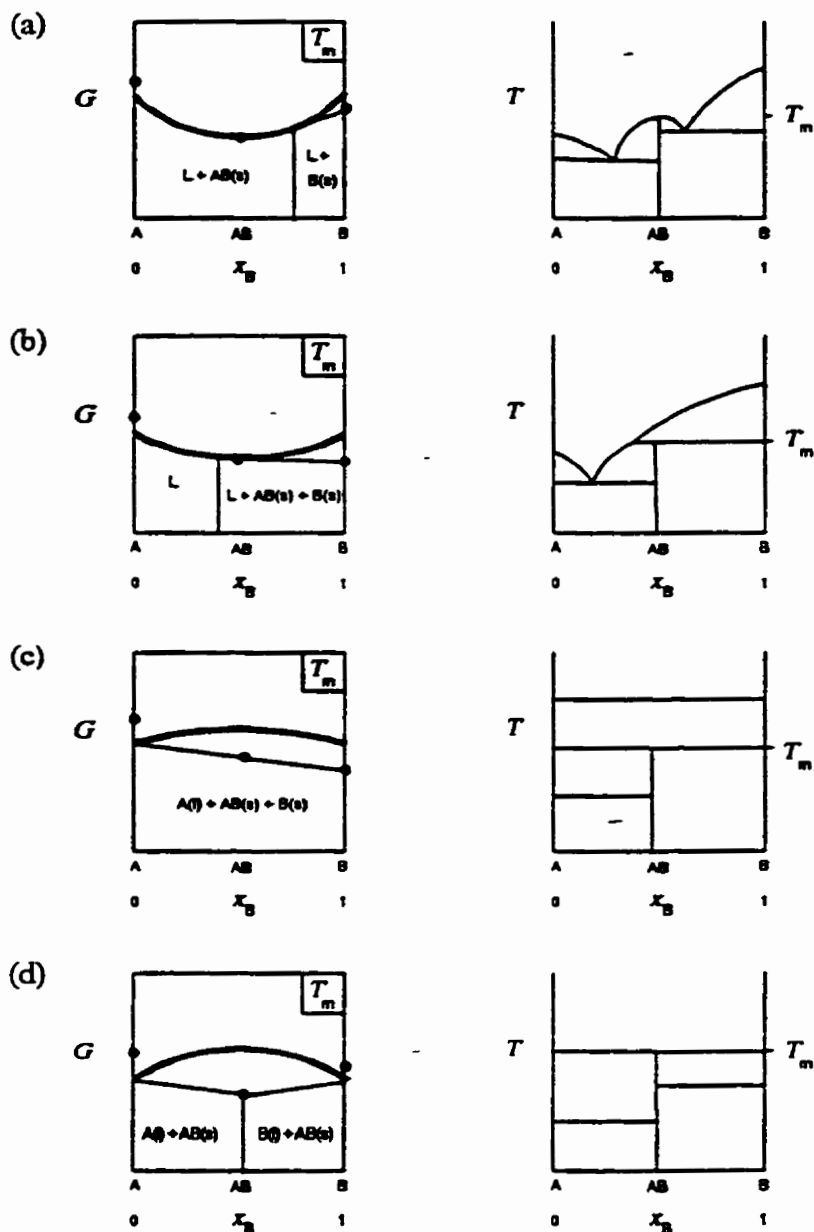 (a)
T_m
G
L + AB(s)
L +
B(s)
A AB B
0 x_B 1
T
T_m
A AB B
0 x_B 1
(b)
T_m
G
L
L + AB(s) + B(s)
A AB B
0 x_B 1
T
T_m
A AB B
0 x_B 1
(c)
T_m
G
A(l) + AB(s) + B(s)
A AB B
0 x_B 1
T
T_m
A AB B
0 x_B 1
(d)
T_m
G
A(l) + AB(s)
B(l) + AB(s)
A AB B
0 x_B 1
T
T_m
A AB B
0 x_B 1